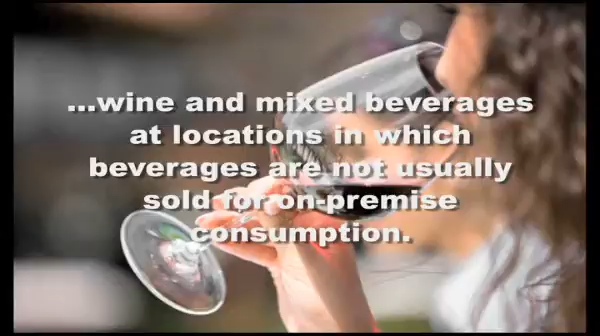 ...wine and mixed beverages
at locations in which
beverages are not usually
sold for on-premise
consumption.